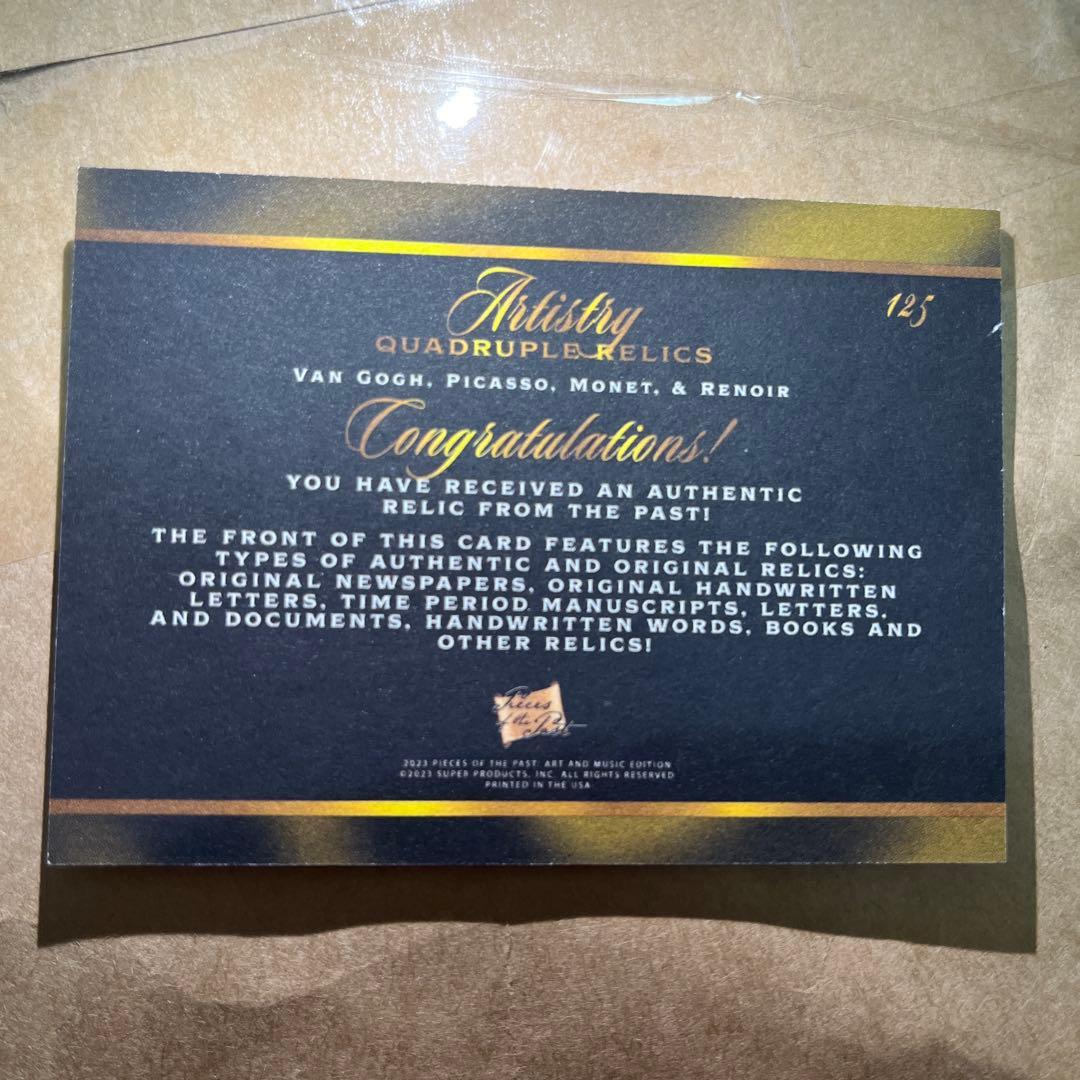 125
Artistry
QUADRUPLE RELICS
VAN GOGH, PICASSO, MONET, & RENOIR
Congratulations!
YOU HAVE RECEIVED AN AUTHENTIC
RELIC FROM THE PAST!
THE FRONT OF THIS CARD FEATURES THE FOLLOWING
TYPES OF AUTHENTIC AND ORIGINAL RELICS:
ORIGINAL NEWSPAPERS, ORIGINAL HANDWRITTEN
LETTERS, TIME PERIOD MANUSCRIPTS, LETTERS,
AND DOCUMENTS, HANDWRITTEN WORDS, BOOKS AND
OTHER RELICS!
Pieces
of the Past
2023 PIECES OF THE PAST: ART AND MUSIC EDITION
©2023 SUPER PRODUCTS, INC. ALL RIGHTS RESERVED
PRINTED IN THE USA